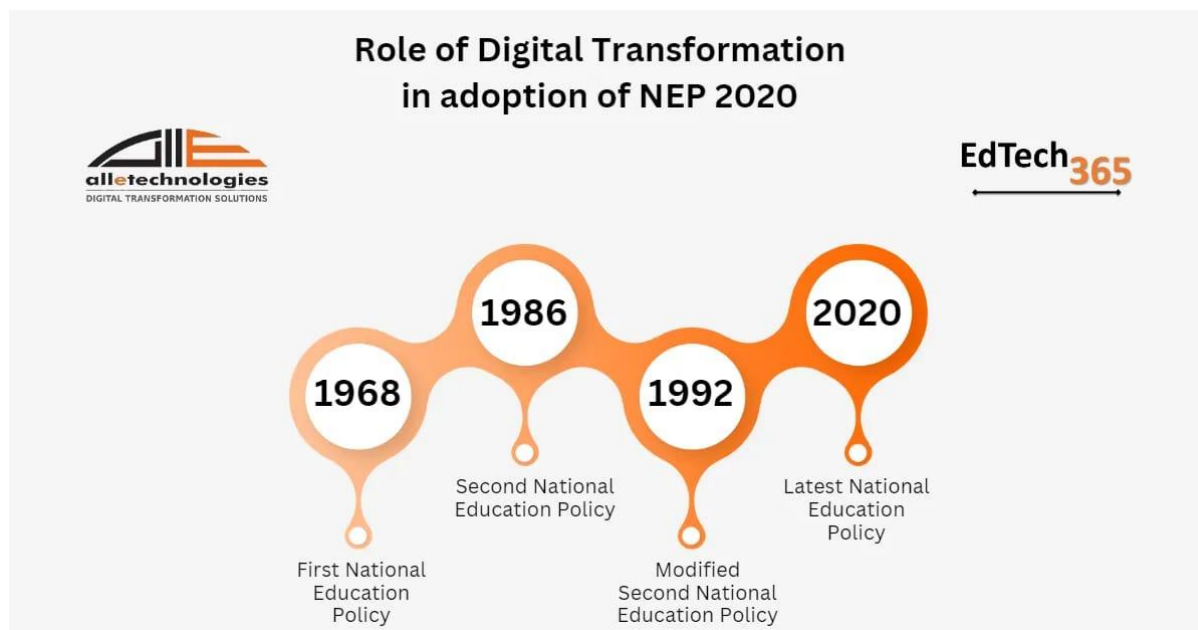 Role of Digital Transformation
in adoption of NEP 2020
alletechnologies
DIGITAL TRANSFORMATION SOLUTIONS
EdTech365
1968
First National
Education
Policy
1986
Second National
Education Policy
1992
Modified
Second National
Education Policy
2020
Latest National
Education
Policy